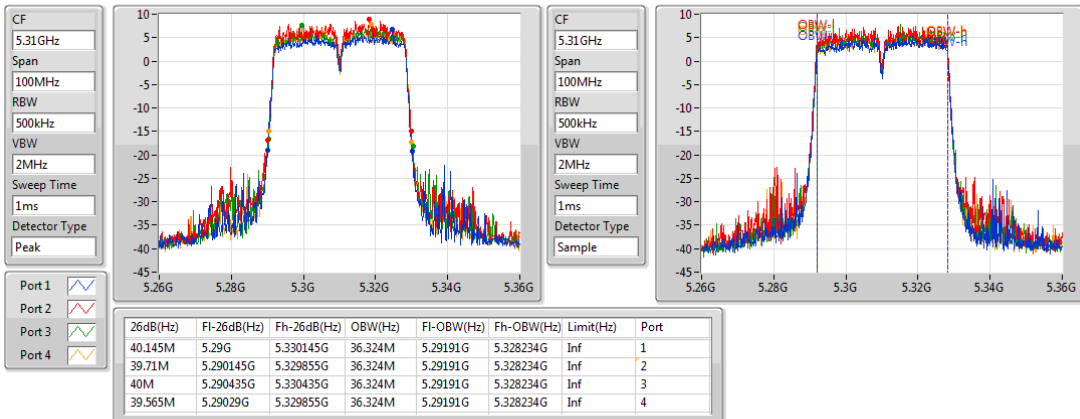 CF
5.31GHz
Span
100MHz
RBW
500kHz
VBW
2MHz
Sweep Time
1ms
Detector Type
Peak
10
5
0
-5
-10
-15
-20
-25
-30
-35
-40
-45
5.26G 5.28G 5.3G 5.32G 5.34G 5.36G
CF
5.31GHz
Span
100MHz
RBW
500kHz
VBW
2MHz
Sweep Time
1ms
Detector Type
Sample
10
5
0
-5
-10
-15
-20
-25
-30
-35
-40
-45
OBW-l
OBW-h
5.26G 5.28G 5.3G 5.32G 5.34G 5.36G
Port 1
Port 2
Port 3
Port 4
26dB(Hz) Fl-26dB(Hz) Fh-26dB(Hz) OBW(Hz) Fl-OBW(Hz) Fh-OBW(Hz) Limit(Hz) Port
40.145M 5.29G 5.330145G 36.324M 5.29191G 5.328234G Inf 1
39.71M 5.290145G 5.329855G 36.324M 5.29191G 5.328234G Inf 2
40M 5.290435G 5.330435G 36.324M 5.29191G 5.328234G Inf 3
39.565M 5.29029G 5.329855G 36.324M 5.29191G 5.328234G Inf 4